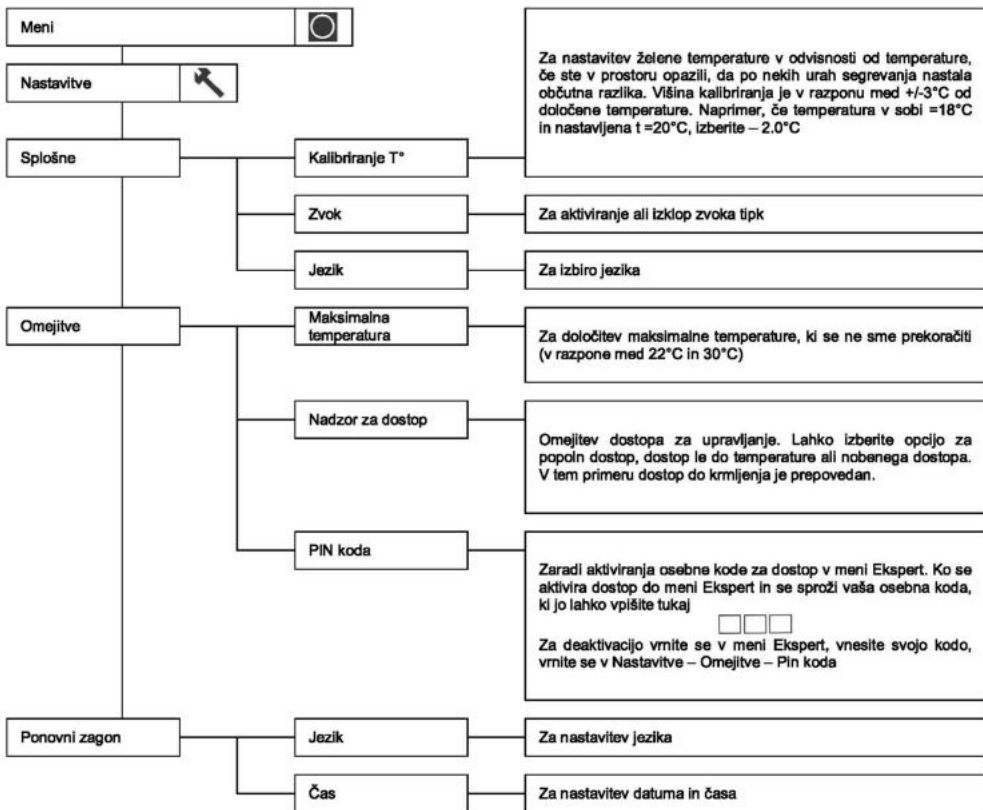 Meni
Nastavitve
Splošne
Kalibriranje T°
Za nastavitev želene temperature v odvisnosti od temperature,
če ste v prostoru opazili, da po nekih urah segrevanja nastala
občutna razlika. Višina kalibriranja je v razponu med +/-3°C od
določene temperature. Naprimer, če temperatura v sobi =18°C
in nastavljena t =20°C, izberite – 2.0°C
Zvok
Za aktiviranje ali izklop zvoka tipk
Jezik
Za izbiro jezika
Omejitve
Maksimalna
temperatura
Za določitev maksimalne temperature, ki se ne sme prekoračiti
(v razpone med 22°C in 30°C)
Nadzor za dostop
Omejitev dostopa za upravljanje. Lahko izberite opcijo za
popoln dostop, dostop le do temperature ali nobenega dostopa.
V tem primeru dostop do krmljenja je prepovedan.
PIN koda
Zaradi aktiviranja osebne kode za dostop v meni Ekspert. Ko se
aktivira dostop do meni Ekspert in se sproži vaša osebna koda,
ki jo lahko vpišite tukaj
Za deaktivacijo vrnite se v meni Ekspert, vnesite svojo kodo,
vrnite se v Nastavitve – Omejitve – Pin koda
Ponovni zagon
Jezik
Za nastavitev jezika
Čas
Za nastavitev datuma in časa